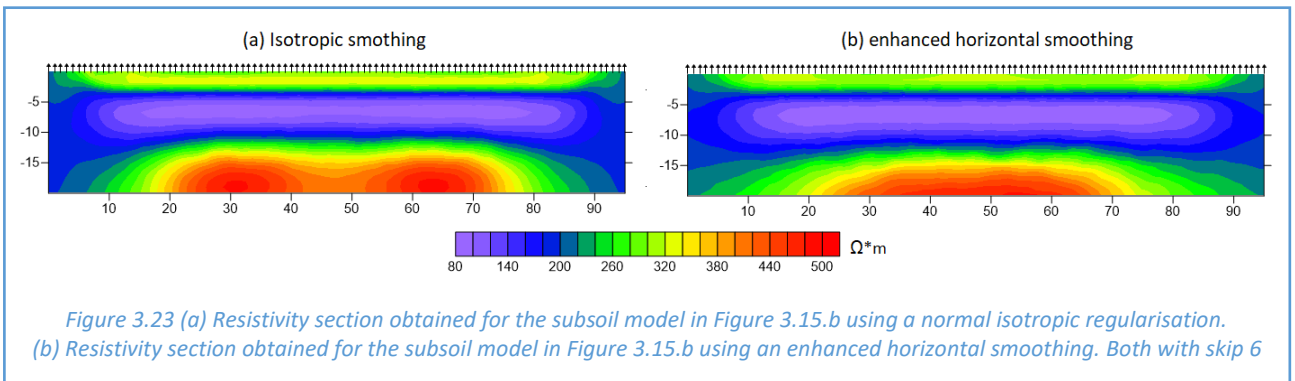 (a) Isotropic smothing
(b) enhanced horizontal smoothing
-5
-10
-15
10 20 30 40 50 60 70 80 90
-5
-10
-15
10 20 30 40 50 60 70 80 90
80 140 200 260 320 380 440 500
Ω*m
Figure 3.23 (a) Resistivity section obtained for the subsoil model in Figure 3.15.b using a normal isotropic regularisation.
(b) Resistivity section obtained for the subsoil model in Figure 3.15.b using an enhanced horizontal smoothing. Both with skip 6